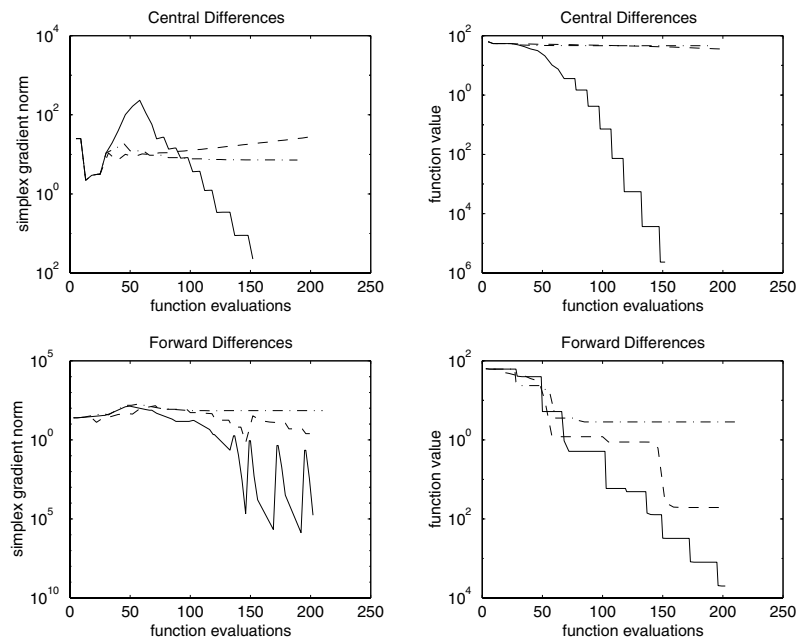 Central Differences
10^4
10^2
10^0
10^2
simplex gradient norm
0 50 100 150 200 250
function evaluations
Central Differences
10^2
10^0
10^2
10^4
10^6
function value
0 50 100 150 200 250
function evaluations
Forward Differences
10^5
10^0
10^5
10^10
simplex gradient norm
0 50 100 150 200 250
function evaluations
Forward Differences
10^2
10^0
10^2
10^4
function value
0 50 100 150 200 250
function evaluations